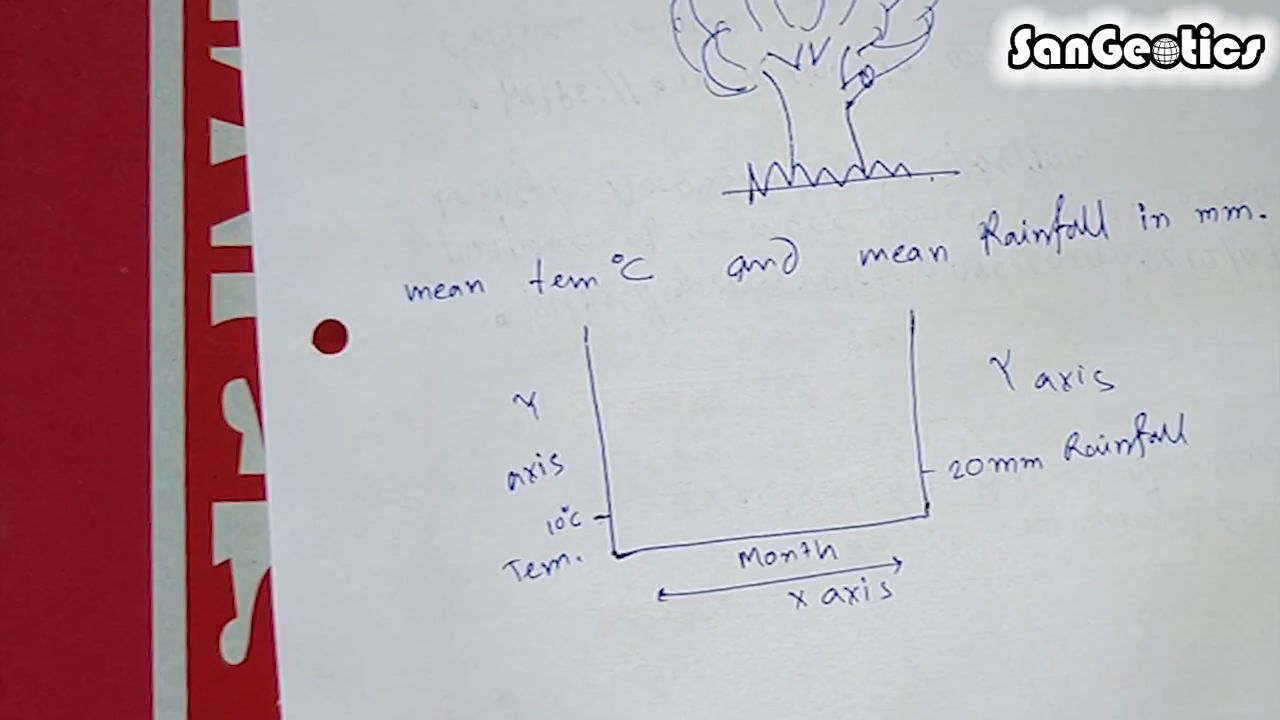 SanGeotics
mean tem°C and mean Rainfall in mm.
Y
axis
10°C
Tem.
Y axis
20mm Rainfall
Month
x axis